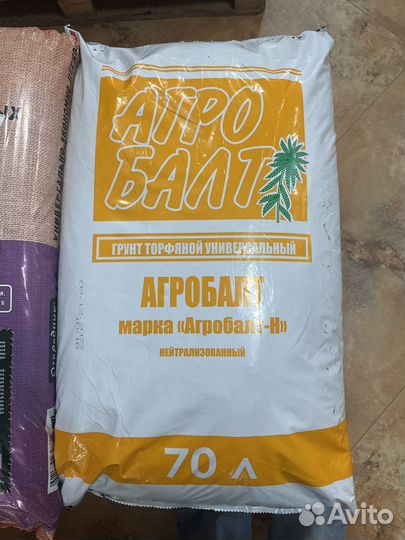 АГРО
БАЛТ
ГРУНТ ТОРФЯНОЙ УНИВЕРСАЛЬНЫЙ
АГРОБАЛТ
марка «Агробалт-Н»
НЕЙТРАЛИЗОВАННЫЙ
70 л
Avito